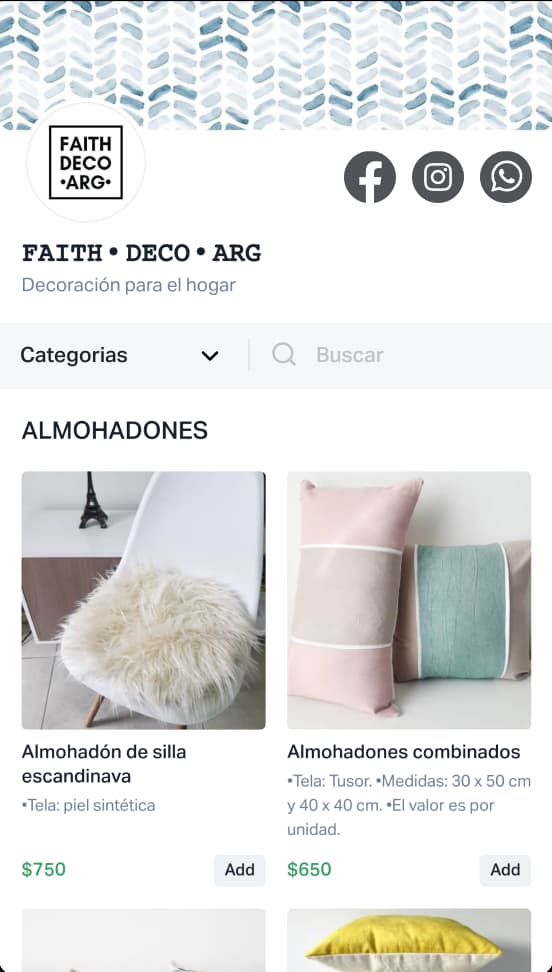 FAITH
DECO
•ARG•
FAITH • DECO • ARG
Decoración para el hogar
Categorias
Buscar
ALMOHADONES
Almohadón de silla
escandinava
•Tela: piel sintética
$750
Add
Almohadones combinados
•Tela: Tusor. •Medidas: 30 x 50 cm
y 40 x 40 cm. •El valor es por
unidad.
$650
Add